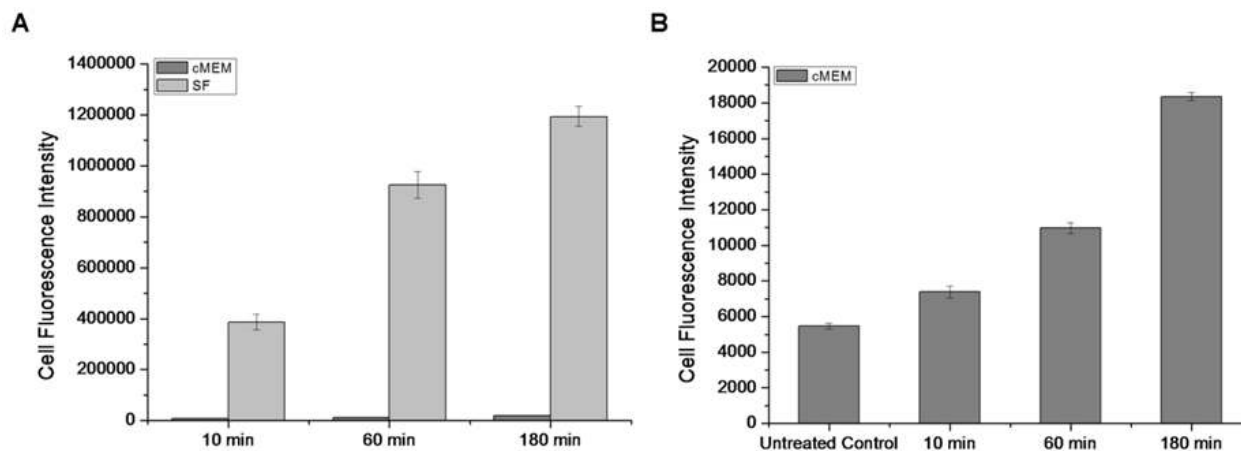 A
cMEM
SF
Cell Fluorescence Intensity
1400000
1200000
1000000
800000
600000
400000
200000
0
10 min
60 min
180 min
B
cMEM
Cell Fluorescence Intensity
20000
18000
16000
14000
12000
10000
8000
6000
4000
2000
0
Untreated Control
10 min
60 min
180 min